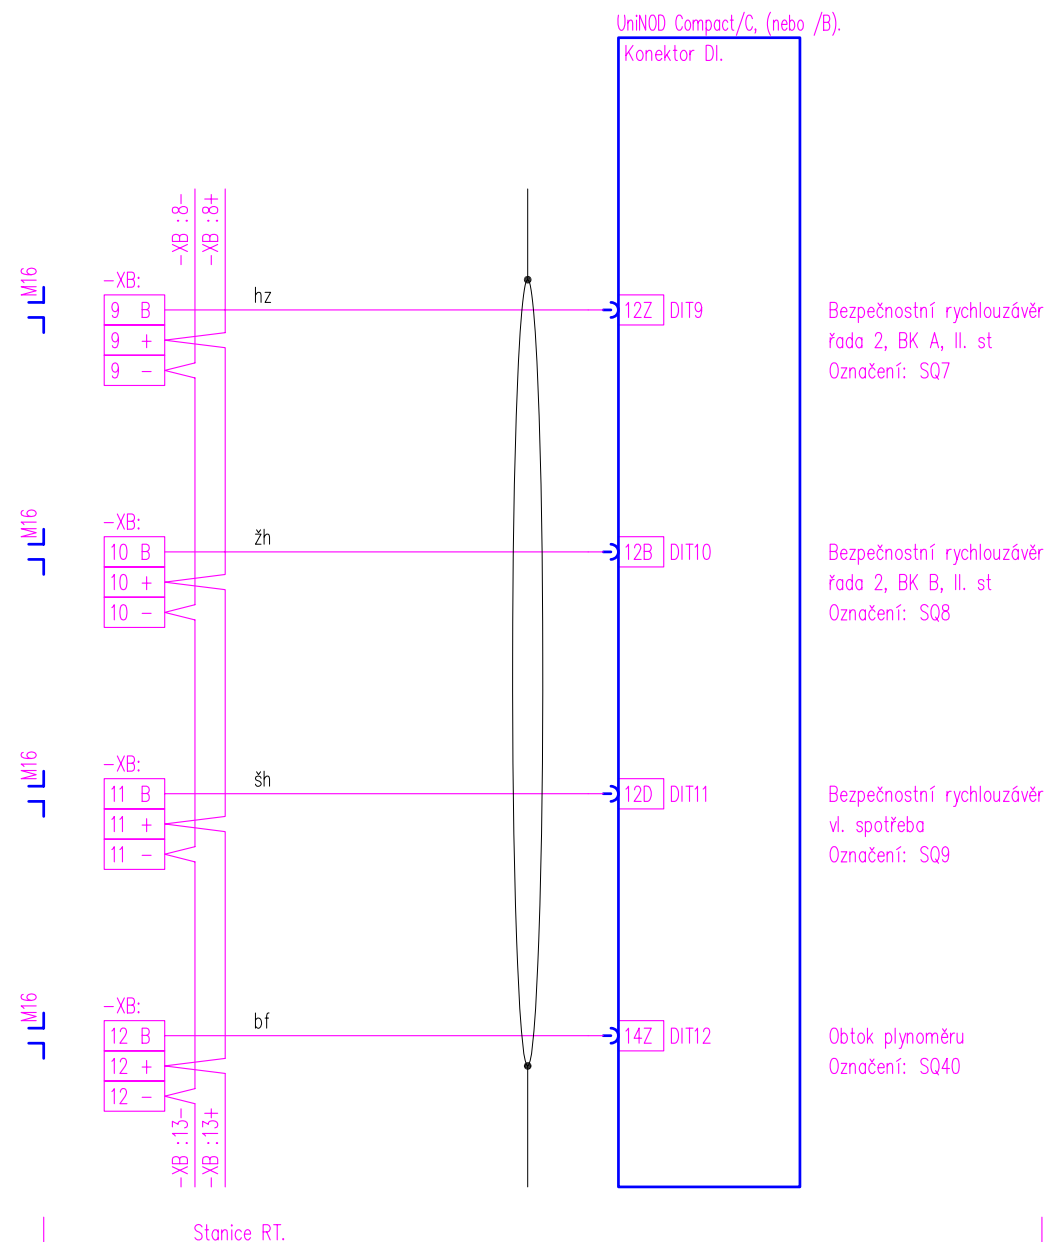 UniNOD Compact/C, (nebo /B).
Konektor DI.
-XB :8-
-XB :8+
M16
-XB:
9 B
9 +
9 -
hz
12Z DIT9
Bezpečnostní rychlouzávěr
řada 2, BK A, II. st
Označení: SQ7
M16
-XB:
10 B
10 +
10 -
žh
12B DIT10
Bezpečnostní rychlouzávěr
řada 2, BK B, II. st
Označení: SQ8
M16
-XB:
11 B
11 +
11 -
šh
12D DIT11
Bezpečnostní rychlouzávěr
vl. spotřeba
Označení: SQ9
M16
-XB:
12 B
12 +
12 -
bf
14Z DIT12
Obtok plynoměru
Označení: SQ40
-XB :13-
-XB :13+
Stanice RT.